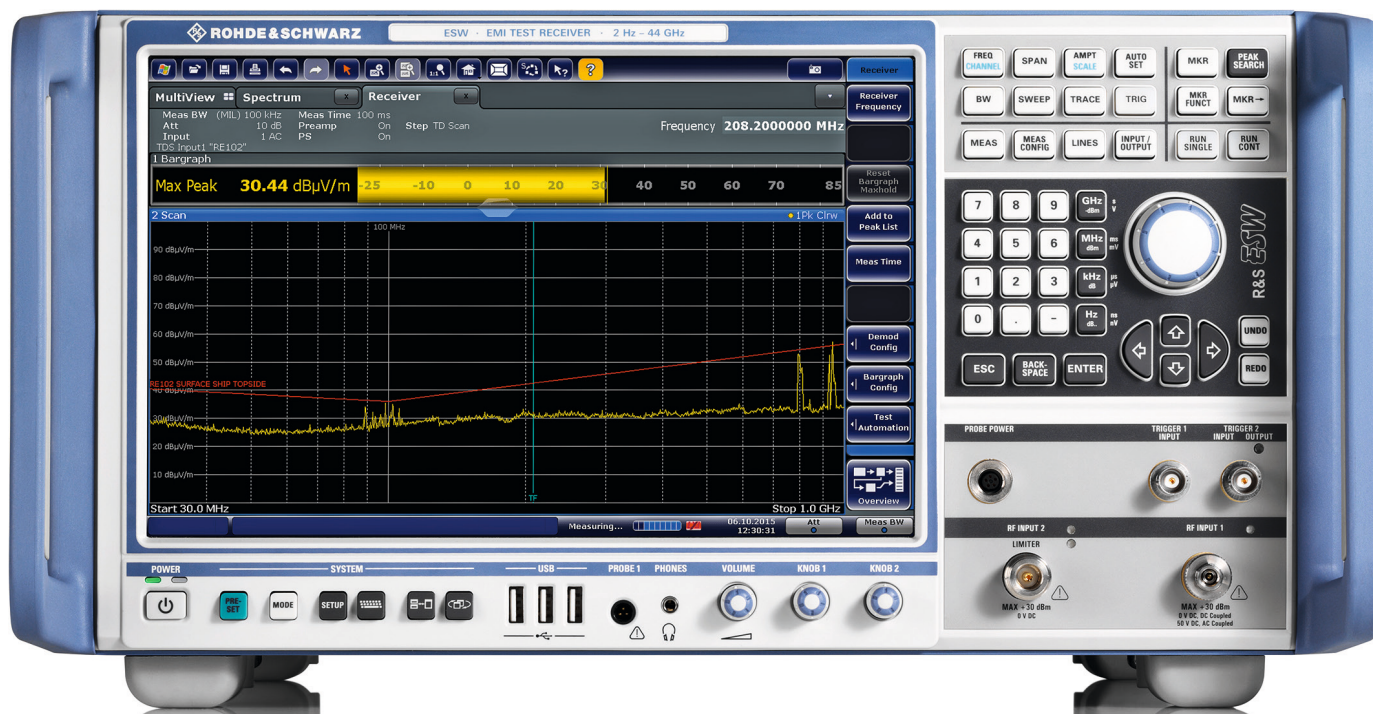 ROHDE&SCHWARZ
ESW · EMI TEST RECEIVER · 2 Hz – 44 GHz
MultiView
Spectrum
Receiver
Meas BW (MIL) 100 kHz Meas Time 100 ms
Att 10 dB Preamp On Step TD Scan
Input 1 AC PS On
TDS Input1 "RE102"
Frequency 208.2000000 MHz
1 Bargraph
Max Peak 30.44 dBµV/m -25 -10 0 10 20 30 40 50 60 70 85
2 Scan 1Pk Clrw
100 MHz
90 dBµV/m
80 dBµV/m
70 dBµV/m
60 dBµV/m
50 dBµV/m
RE102 SURFACE SHIP TOPSIDE
40 dBµV/m
30 dBµV/m
20 dBµV/m
10 dBµV/m
TF
Start 30.0 MHz Stop 1.0 GHz
Measuring...
06.10.2015
12:30:31
Att
Meas BW
Receiver
Receiver
Frequency
Reset
Bargraph
Maxhold
Add to
Peak List
Meas Time
Demod
Config
Bargraph
Config
Test
Automation
Overview
FREQ
CHANNEL
SPAN
AMPT
SCALE
AUTO
SET
MKR
PEAK
SEARCH
BW
SWEEP
TRACE
TRIG
MKR
FUNCT
MKR→
MEAS
MEAS
CONFIG
LINES
INPUT /
OUTPUT
RUN
SINGLE
RUN
CONT
7
8
9
GHz
-dBm
s
V
4
5
6
MHz
dBm
ms
mV
1
2
3
kHz
dB
µs
µV
0
.
-
Hz
dB..
ns
nV
ESC
BACK-
SPACE
ENTER
UNDO
REDO
R&S ESW
PROBE POWER
TRIGGER 1
INPUT
TRIGGER 2
INPUT OUTPUT
RF INPUT 2
LIMITER
MAX +30 dBm
0 V DC
RF INPUT 1
MAX +30 dBm
0 V DC, DC Coupled
50 V DC, AC Coupled
POWER
SYSTEM
USB
PROBE 1
PHONES
VOLUME
KNOB 1
KNOB 2
PRE-
SET
MODE
SETUP